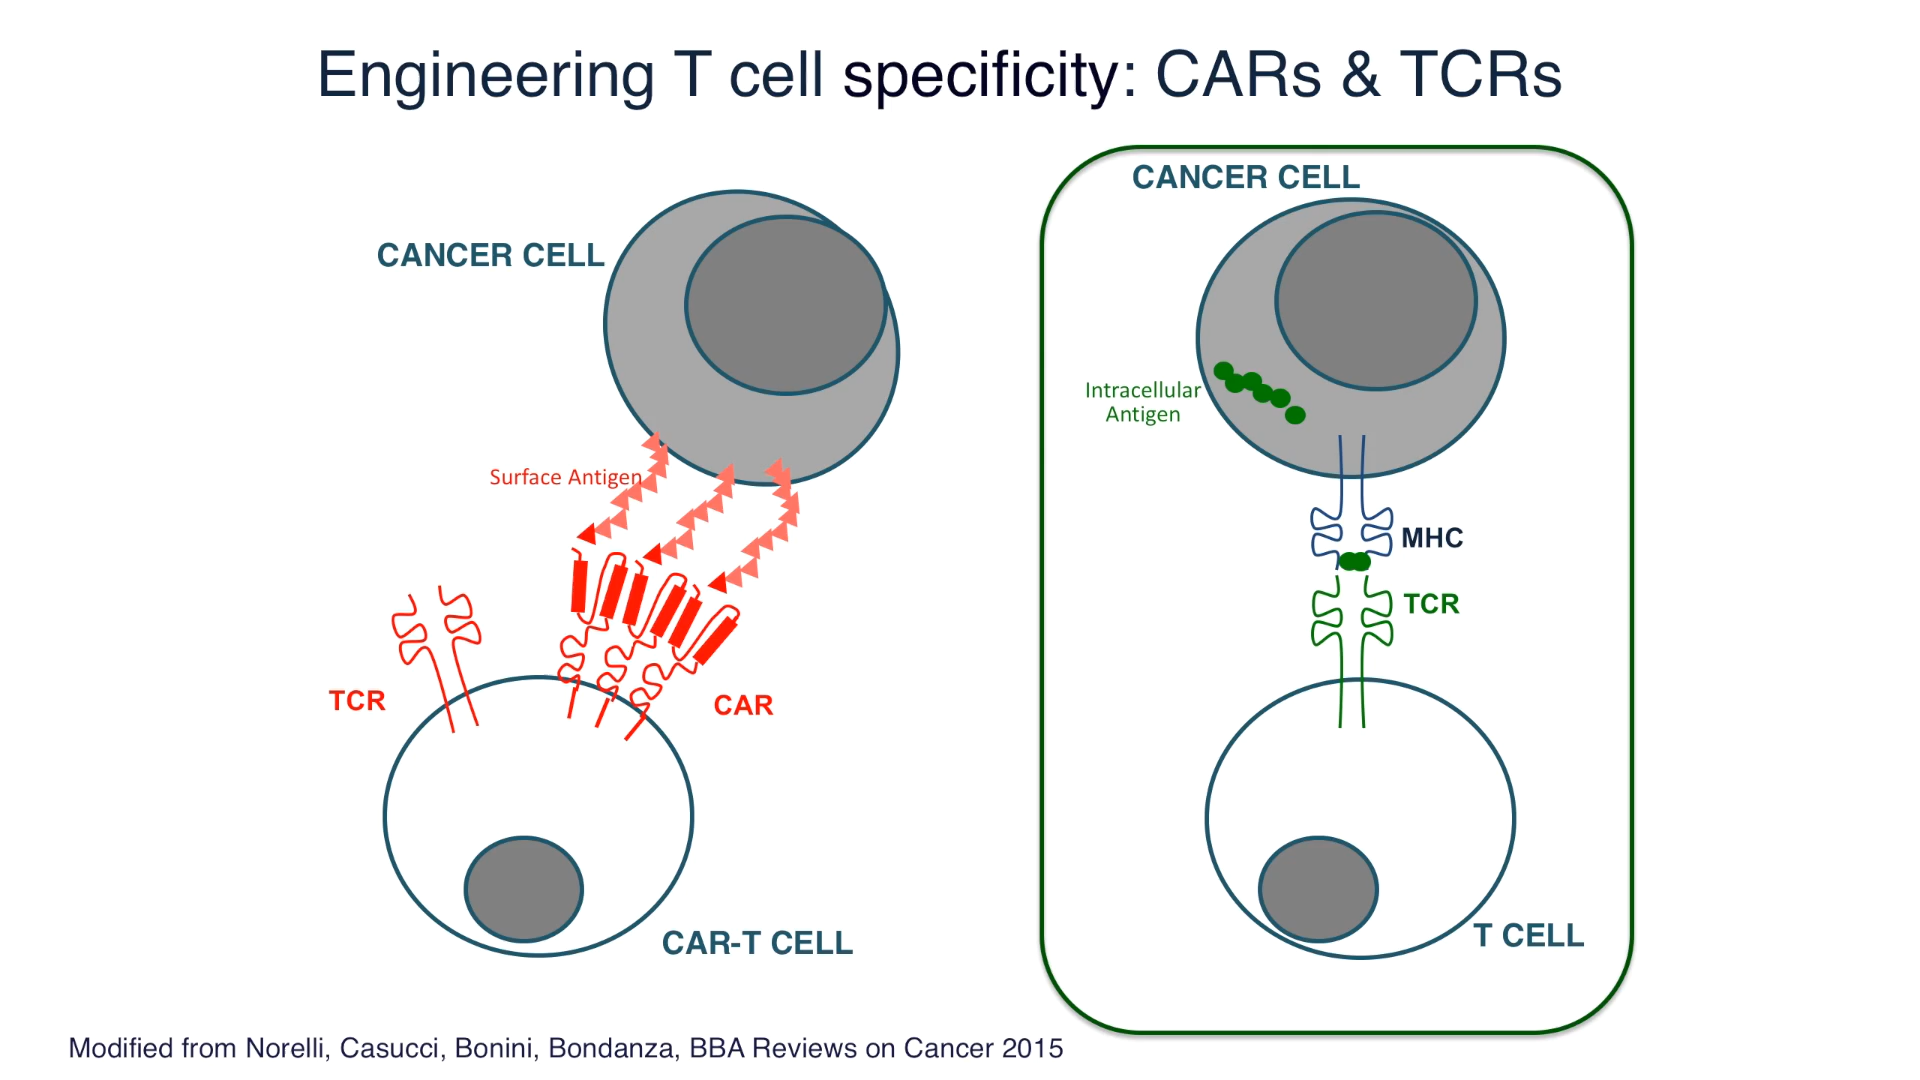 Engineering T cell specificity: CARs & TCRs
CANCER CELL
Surface Antigen
TCR
CAR
CAR-T CELL
CANCER CELL
Intracellular
Antigen
MHC
TCR
T CELL
Modified from Norelli, Casucci, Bonini, Bondanza, BBA Reviews on Cancer 2015